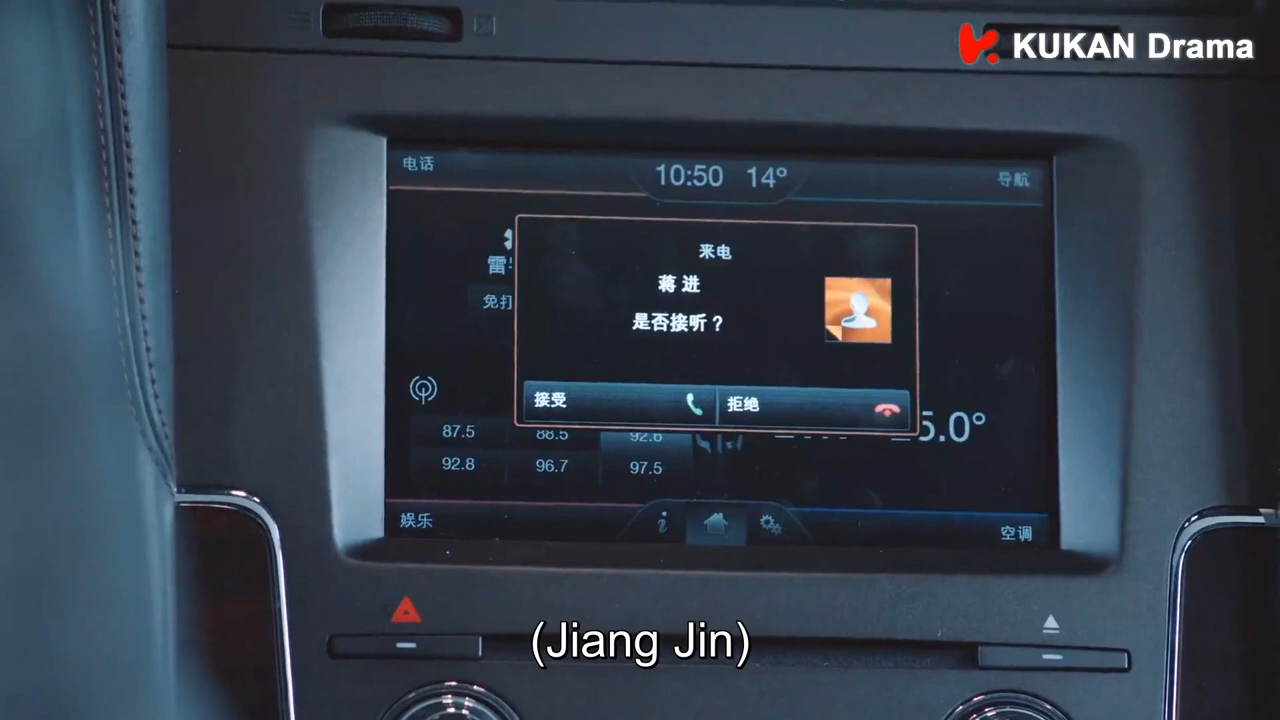 KUKAN Drama
电话
10:50 14°
导航
来电
蒋 进
是否接听？
接受
拒绝
87.5 88.5 92.6
5.0°
92.8 96.7 97.5
娱乐
空调
(Jiang Jin)